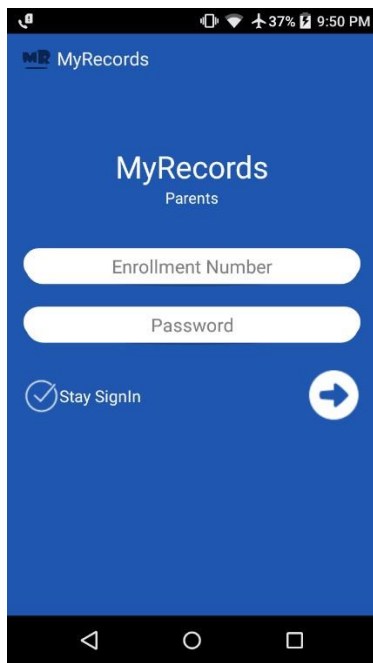 37% 9:50 PM
MR MyRecords
MyRecords
Parents
Enrollment Number
Password
Stay SignIn